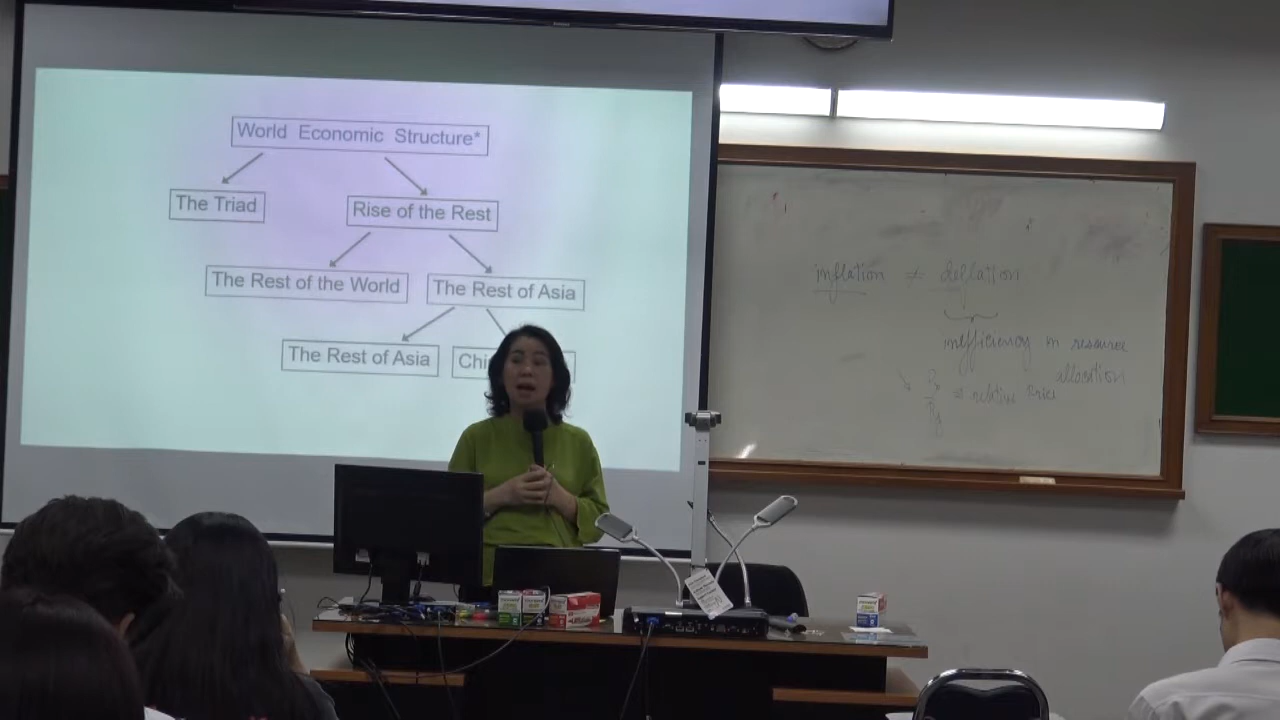 World Economic Structure*
The Triad
Rise of the Rest
The Rest of the World
The Rest of Asia
The Rest of Asia
Chi
inflation ≠ deflation
inefficiency in resource
allocation
⇒ relative Price